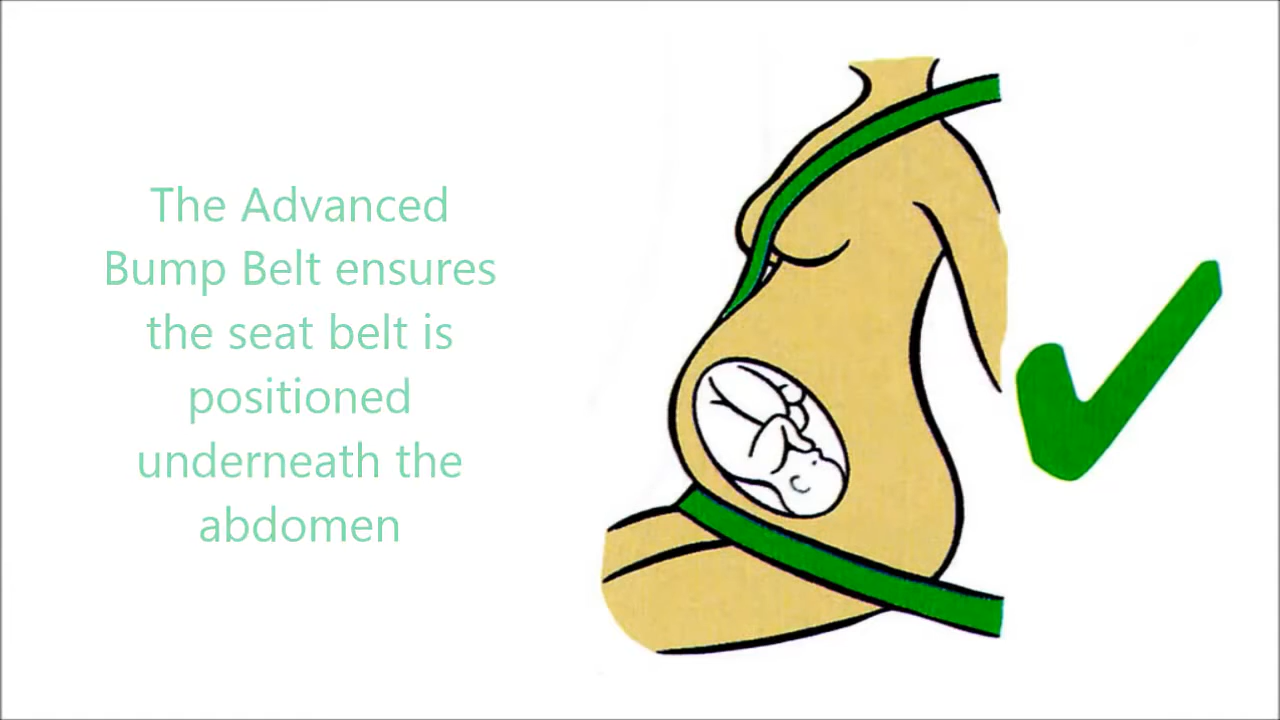 The Advanced
Bump Belt ensures
the seat belt is
positioned
underneath the
abdomen